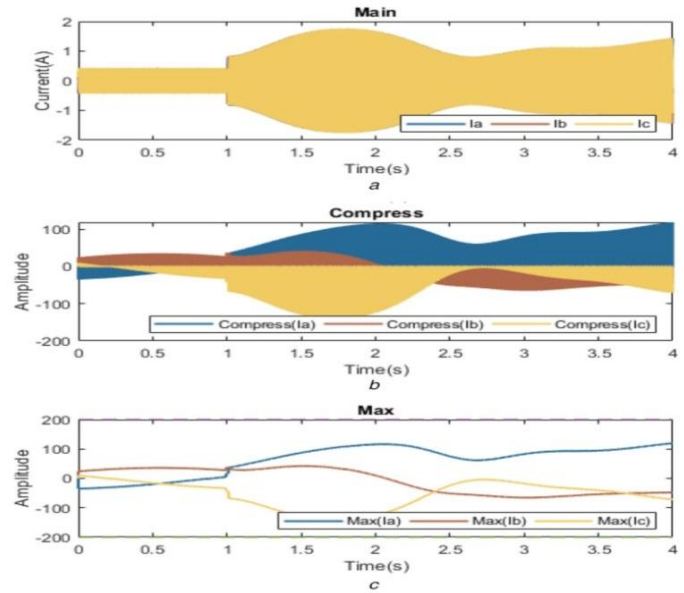 Main
2
1
0
-1
-2
Current(A)
Ia Ib Ic
0 0.5 1 1.5 2 2.5 3 3.5 4
Time(s)
a
Compress
100
0
-100
-200
Amplitude
Compress(Ia) Compress(Ib) Compress(Ic)
0 0.5 1 1.5 2 2.5 3 3.5 4
Time(s)
b
Max
200
100
0
-100
-200
Amplitude
Max(Ia) Max(Ib) Max(Ic)
0 0.5 1 1.5 2 2.5 3 3.5 4
Time(s)
c